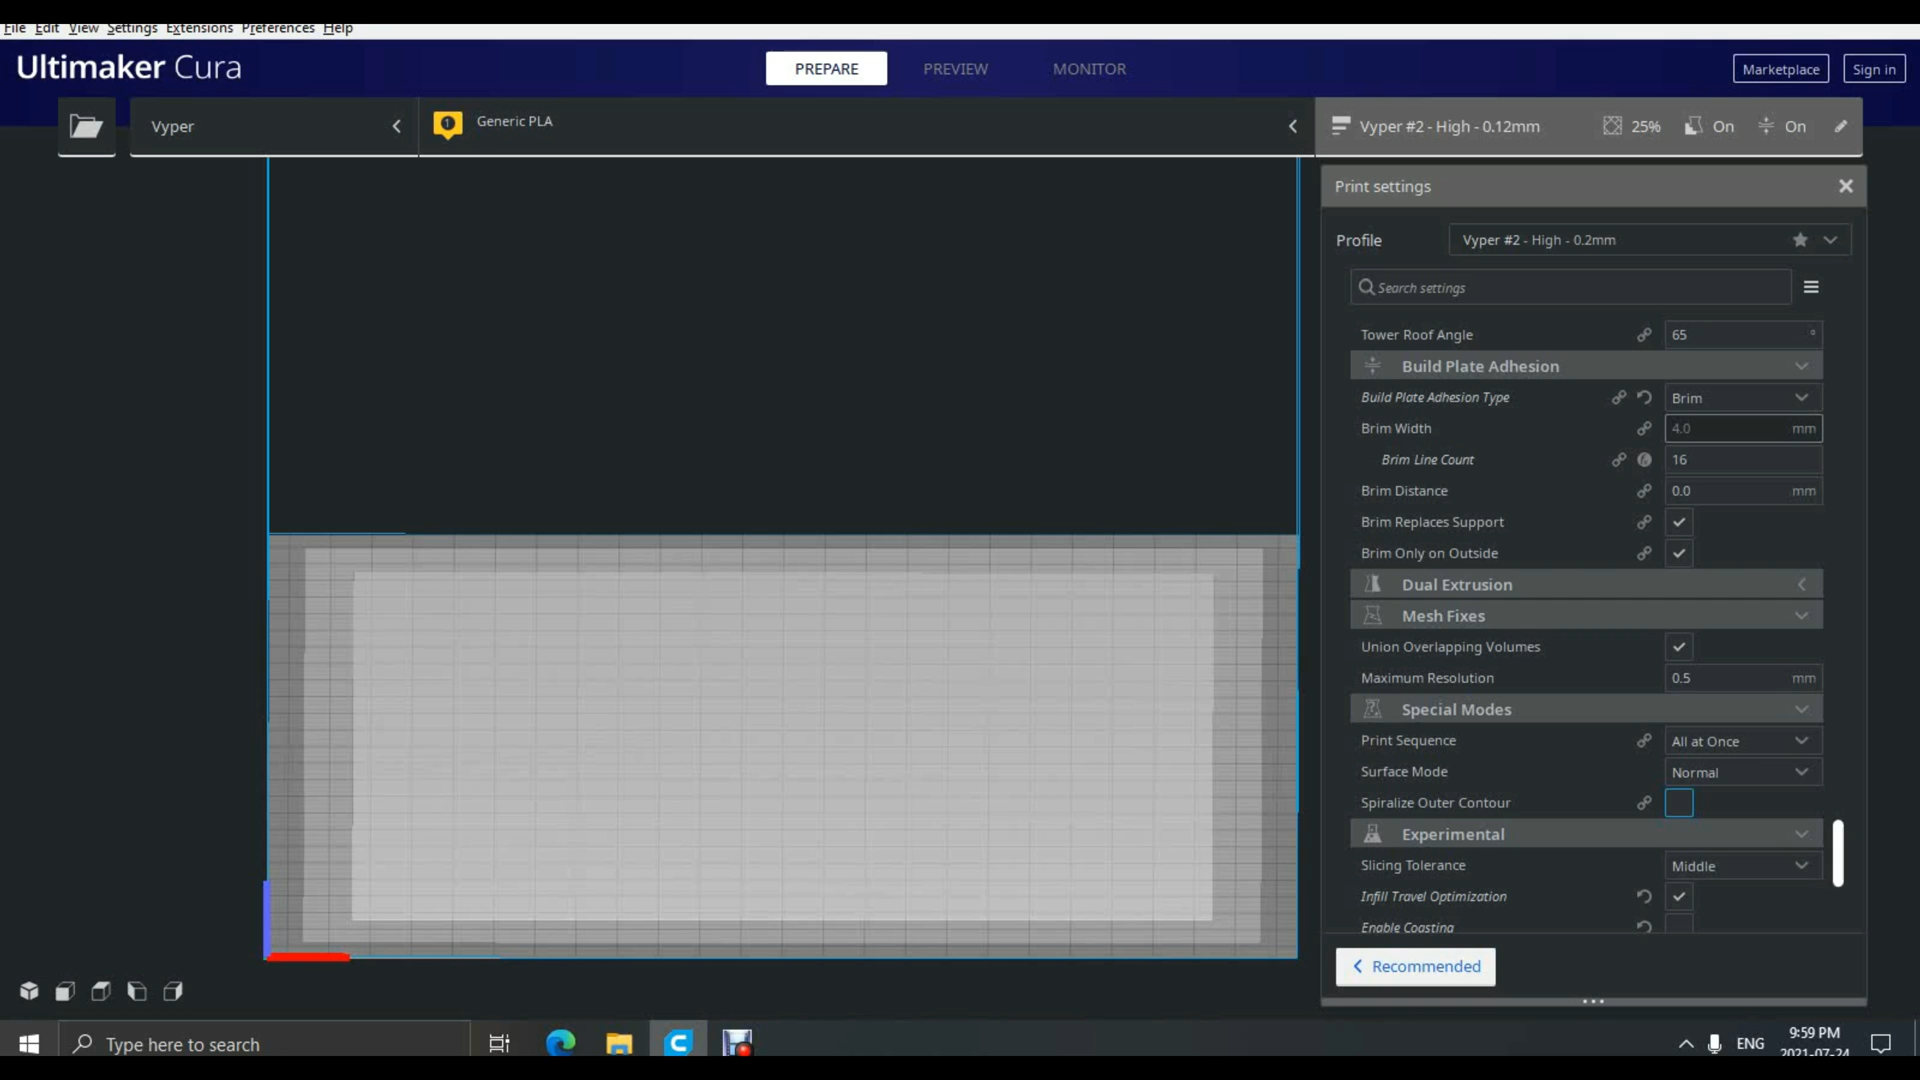 File Edit View Settings Extensions Preferences Help
Ultimaker Cura
PREPARE
PREVIEW
MONITOR
Marketplace
Sign in
Vyper
1
Generic PLA
Vyper #2 - High - 0.12mm
25%
On
On
Print settings
Profile
Vyper #2 - High - 0.2mm
Search settings
Tower Roof Angle
65
°
Build Plate Adhesion
Build Plate Adhesion Type
Brim
Brim Width
4.0
mm
Brim Line Count
16
Brim Distance
0.0
mm
Brim Replaces Support
Brim Only on Outside
Dual Extrusion
Mesh Fixes
Union Overlapping Volumes
Maximum Resolution
0.5
mm
Special Modes
Print Sequence
All at Once
Surface Mode
Normal
Spiralize Outer Contour
Experimental
Slicing Tolerance
Middle
Infill Travel Optimization
Enable Coasting
Recommended
Type here to search
ENG
9:59 PM
2021-07-24